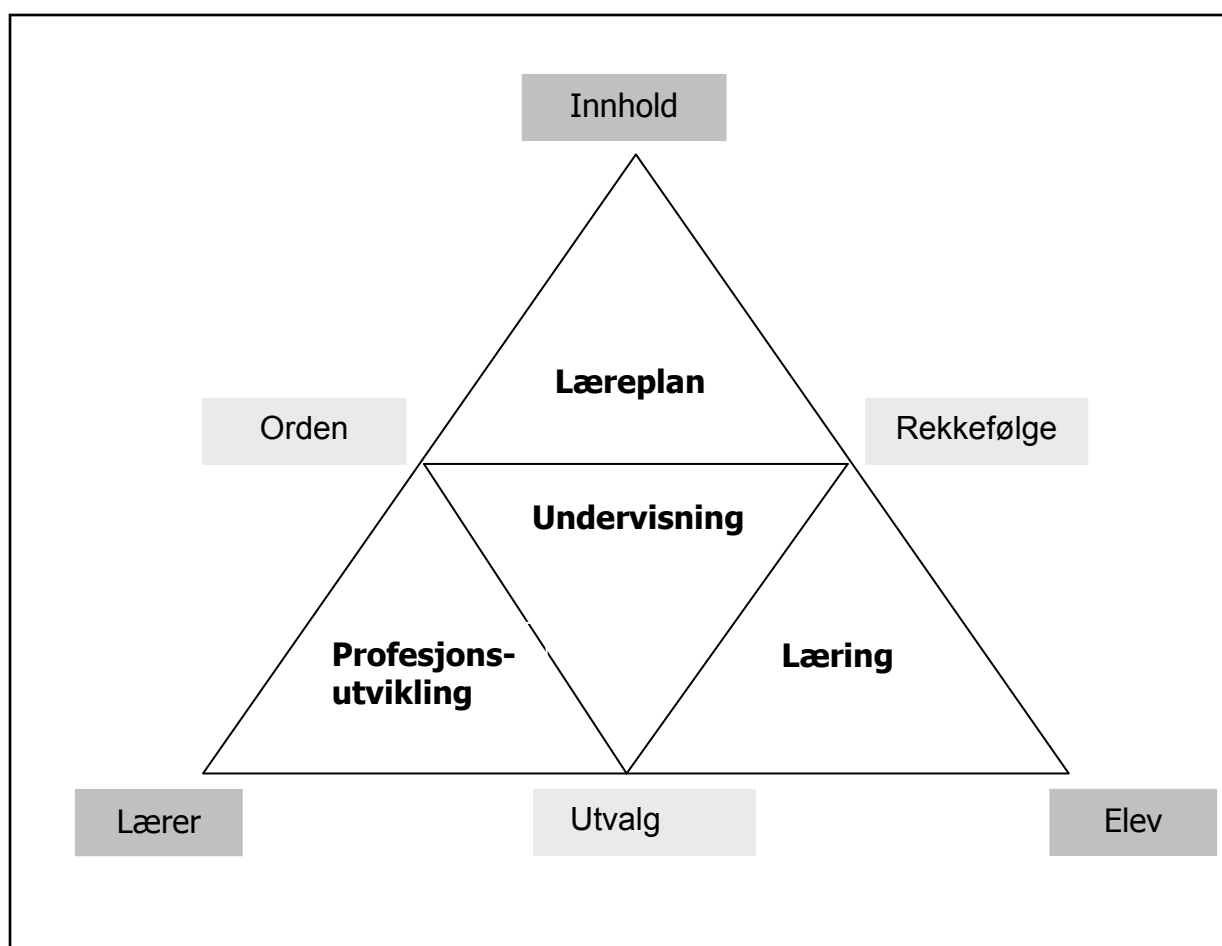 Innhold
Læreplan
Orden
Rekkefølge
Undervisning
Profesjons-
utvikling
Læring
Lærer
Utvalg
Elev